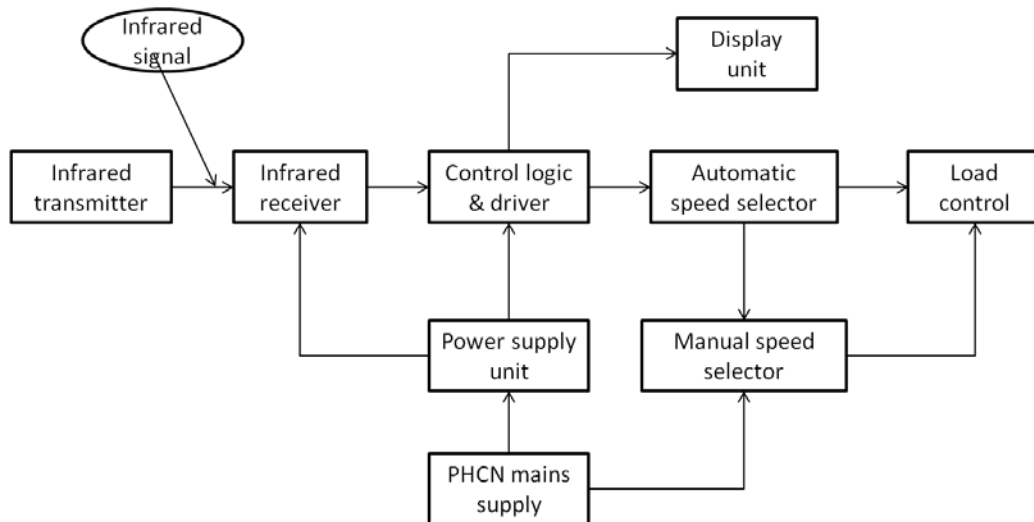 Infrared
signal
Display
unit
Infrared
transmitter
Infrared
receiver
Control logic
& driver
Automatic
speed selector
Load
control
Power supply
unit
Manual speed
selector
PHCN mains
supply